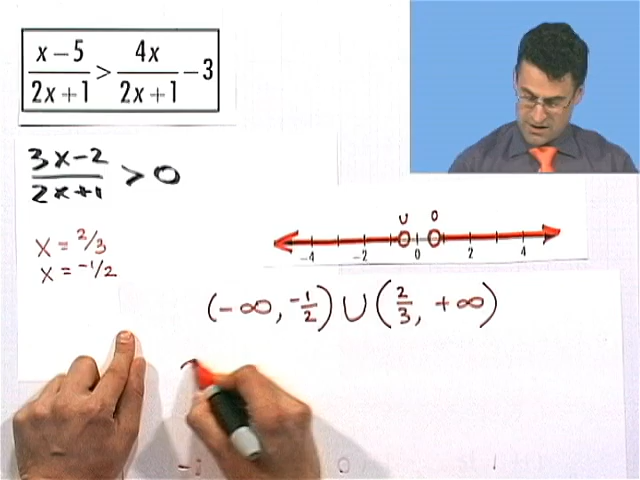 (x−5)/(2x+1) > 4x/(2x+1) −3
(3x−2)/(2x+1) > 0
x = 2/3
x = −1/2
U O
-4 -2 0 2 4
(−∞, −1/2) ∪ (2/3, +∞)